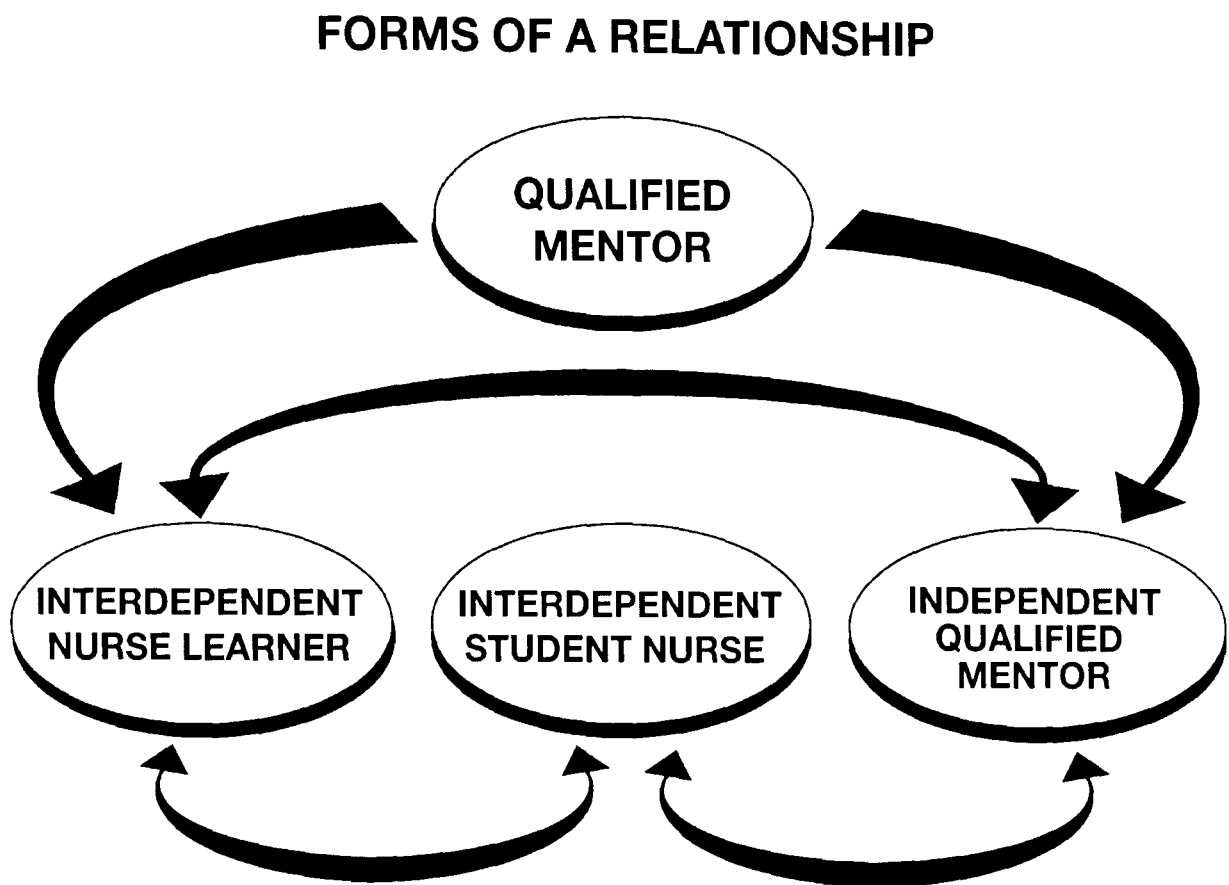 FORMS OF A RELATIONSHIP
QUALIFIED
MENTOR
INTERDEPENDENT
NURSE LEARNER
INTERDEPENDENT
STUDENT NURSE
INDEPENDENT
QUALIFIED
MENTOR